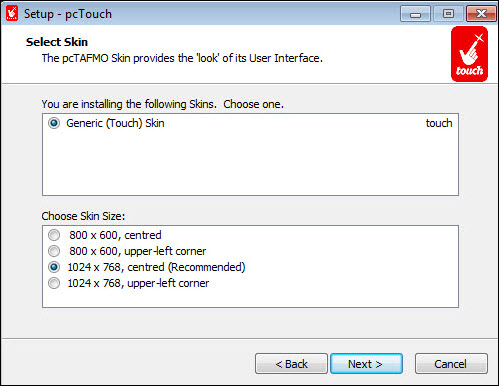 Setup - pcTouch
Select Skin
The pcTAFMO Skin provides the 'look' of its User Interface.
touch
You are installing the following Skins. Choose one.
Generic (Touch) Skin touch
Choose Skin Size:
800 x 600, centred
800 x 600, upper-left corner
1024 x 768, centred (Recommended)
1024 x 768, upper-left corner
< Back Next > Cancel